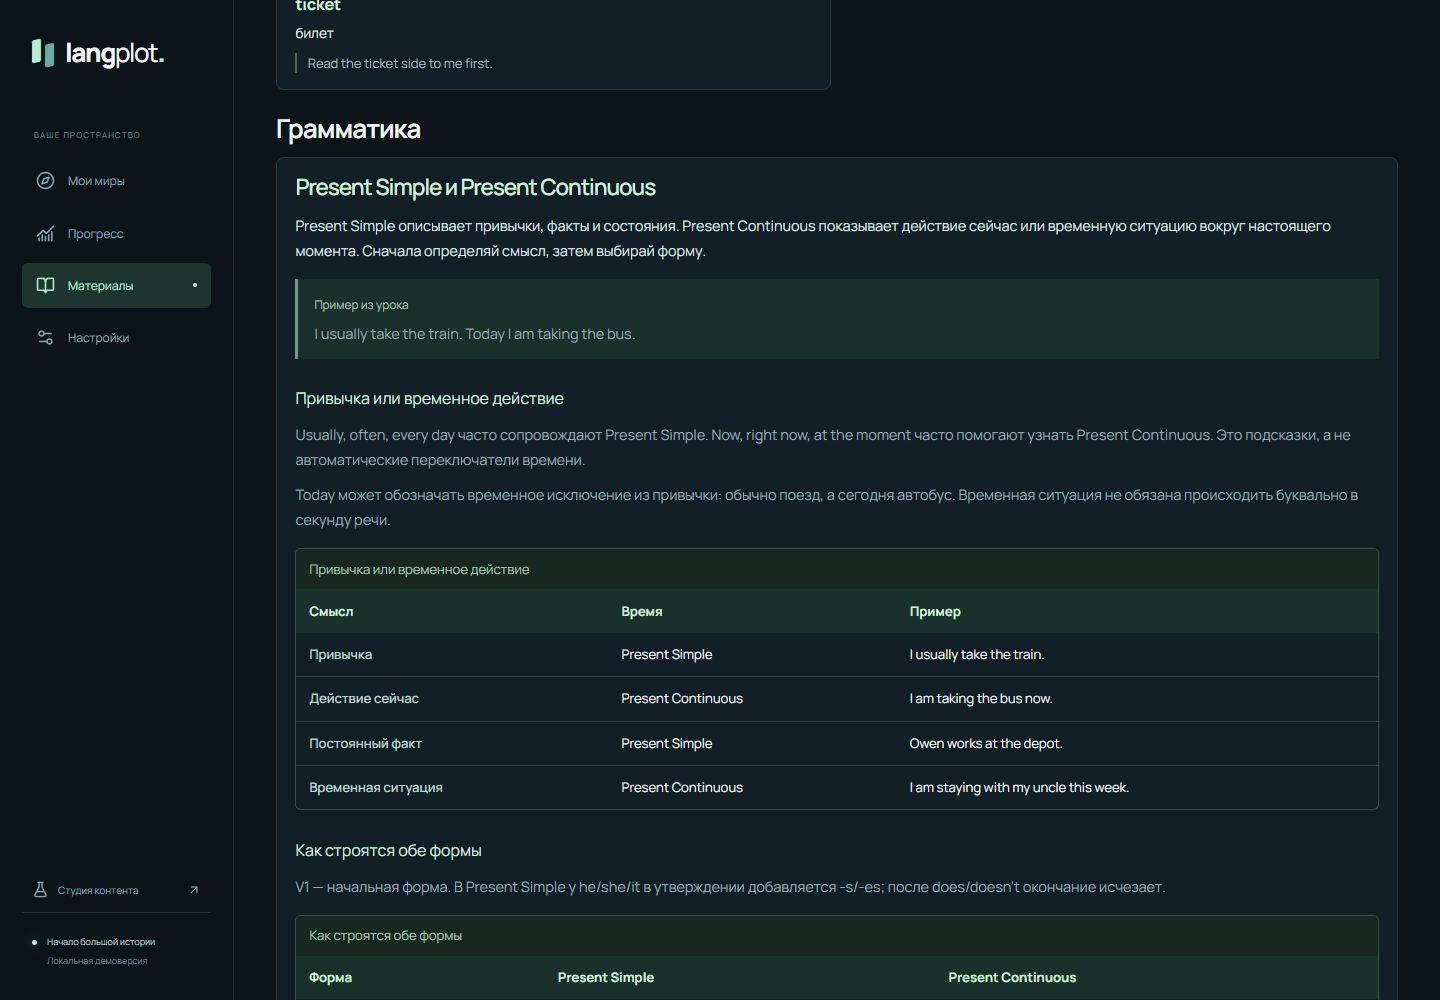 langplot.
ВАШЕ ПРОСТРАНСТВО
Мои миры
Прогресс
Материалы
Настройки
Студия контента
Начало большой истории
Локальная демоверсия
ticket
билет
Read the ticket side to me first.
Грамматика
Present Simple и Present Continuous
Present Simple описывает привычки, факты и состояния. Present Continuous показывает действие сейчас или временную ситуацию вокруг настоящего
момента. Сначала определяй смысл, затем выбирай форму.
Пример из урока
I usually take the train. Today I am taking the bus.
Привычка или временное действие
Usually, often, every day часто сопровождают Present Simple. Now, right now, at the moment часто помогают узнать Present Continuous. Это подсказки, а не
автоматические переключатели времени.
Today может обозначать временное исключение из привычки: обычно поезд, а сегодня автобус. Временная ситуация не обязана происходить буквально в
секунду речи.
Привычка или временное действие
Смысл Время Пример
Привычка Present Simple I usually take the train.
Действие сейчас Present Continuous I am taking the bus now.
Постоянный факт Present Simple Owen works at the depot.
Временная ситуация Present Continuous I am staying with my uncle this week.
Как строятся обе формы
V1 — начальная форма. В Present Simple у he/she/it в утверждении добавляется -s/-es; после does/doesn't окончание исчезает.
Как строятся обе формы
Форма Present Simple Present Continuous